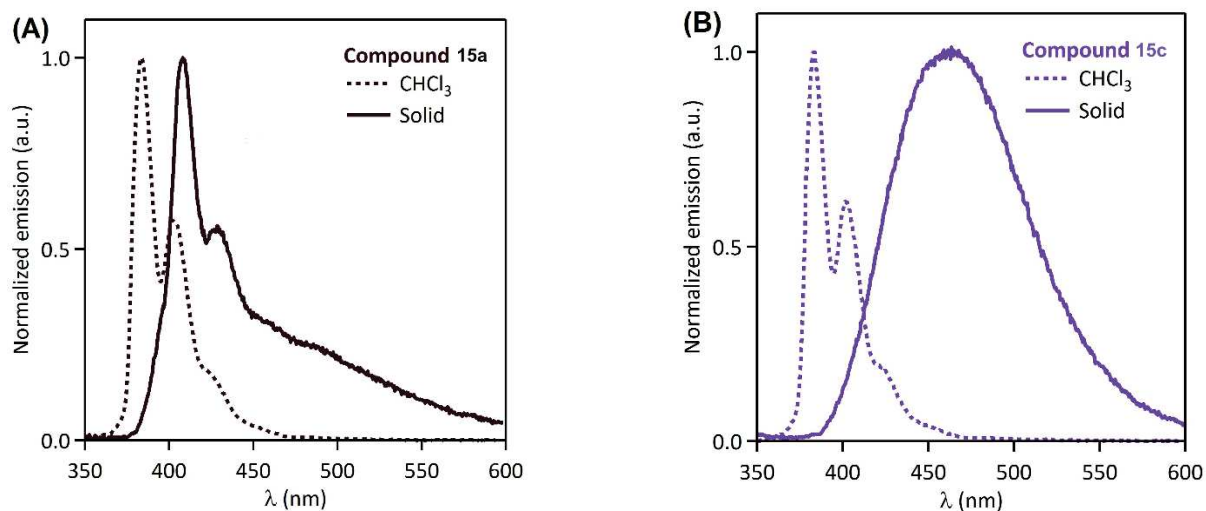 (A)
Normalized emission (a.u.)
1.0
0.5
0.0
Compound 15a
CHCl₃
Solid
350 400 450 500 550 600
λ (nm)
(B)
Normalized emission (a.u.)
1.0
0.5
0.0
Compound 15c
CHCl₃
Solid
350 400 450 500 550 600
λ (nm)